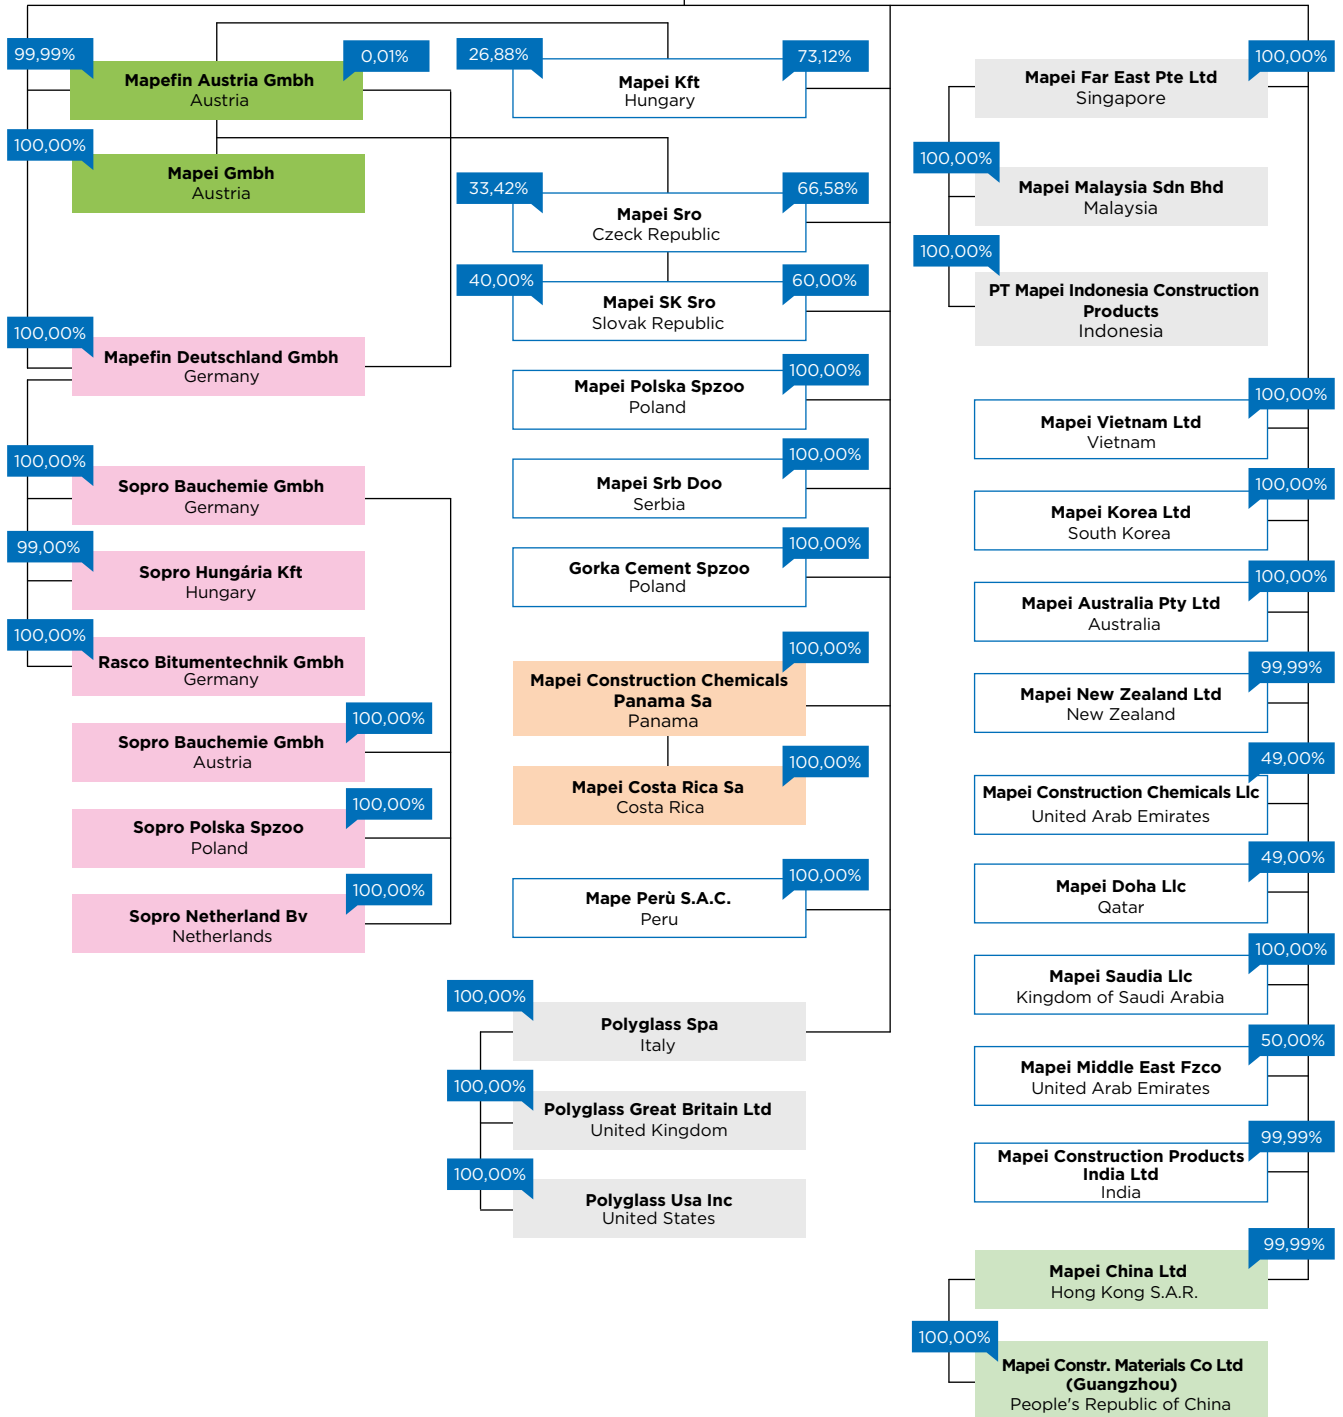 99,99%
0,01%
Mapefin Austria Gmbh
Austria
100,00%
Mapei Gmbh
Austria
100,00%
Mapefin Deutschland Gmbh
Germany
100,00%
Sopro Bauchemie Gmbh
Germany
99,00%
Sopro Hungária Kft
Hungary
100,00%
Rasco Bitumentechnik Gmbh
Germany
100,00%
Sopro Bauchemie Gmbh
Austria
100,00%
Sopro Polska Spzoo
Poland
100,00%
Sopro Netherland Bv
Netherlands
26,88%
73,12%
Mapei Kft
Hungary
33,42%
66,58%
Mapei Sro
Czeck Republic
40,00%
60,00%
Mapei SK Sro
Slovak Republic
100,00%
Mapei Polska Spzoo
Poland
100,00%
Mapei Srb Doo
Serbia
100,00%
Gorka Cement Spzoo
Poland
100,00%
Mapei Construction Chemicals
Panama Sa
Panama
100,00%
Mapei Costa Rica Sa
Costa Rica
100,00%
Mape Perù S.A.C.
Peru
100,00%
Polyglass Spa
Italy
100,00%
Polyglass Great Britain Ltd
United Kingdom
100,00%
Polyglass Usa Inc
United States
100,00%
Mapei Far East Pte Ltd
Singapore
100,00%
Mapei Malaysia Sdn Bhd
Malaysia
100,00%
PT Mapei Indonesia Construction
Products
Indonesia
100,00%
Mapei Vietnam Ltd
Vietnam
100,00%
Mapei Korea Ltd
South Korea
100,00%
Mapei Australia Pty Ltd
Australia
99,99%
Mapei New Zealand Ltd
New Zealand
49,00%
Mapei Construction Chemicals Llc
United Arab Emirates
49,00%
Mapei Doha Llc
Qatar
100,00%
Mapei Saudia Llc
Kingdom of Saudi Arabia
50,00%
Mapei Middle East Fzco
United Arab Emirates
99,99%
Mapei Construction Products
India Ltd
India
99,99%
Mapei China Ltd
Hong Kong S.A.R.
100,00%
Mapei Constr. Materials Co Ltd
(Guangzhou)
People's Republic of China